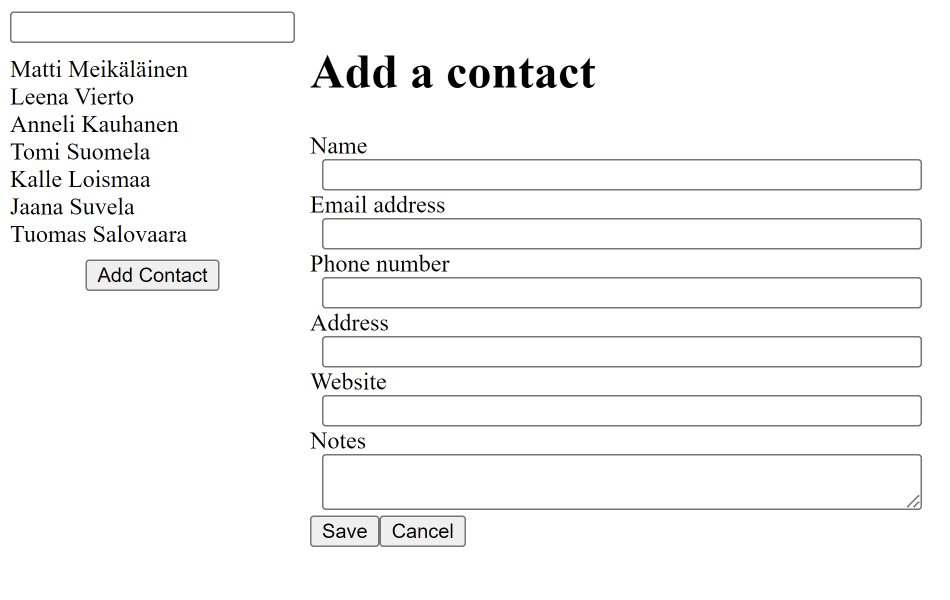 Matti Meikäläinen
Leena Vierto
Anneli Kauhanen
Tomi Suomela
Kalle Loismaa
Jaana Suvela
Tuomas Salovaara
Add Contact
Add a contact
Name
Email address
Phone number
Address
Website
Notes
Save Cancel